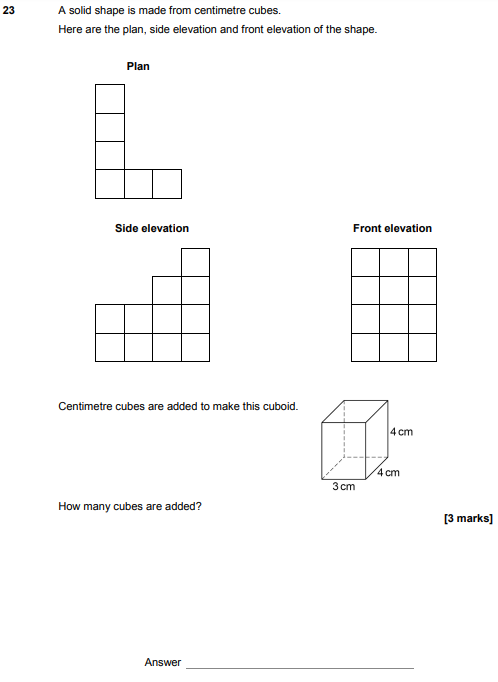 23 A solid shape is made from centimetre cubes.
Here are the plan, side elevation and front elevation of the shape.
Plan
Side elevation
Front elevation
Centimetre cubes are added to make this cuboid.
4 cm
4 cm
3 cm
How many cubes are added?
[3 marks]
Answer